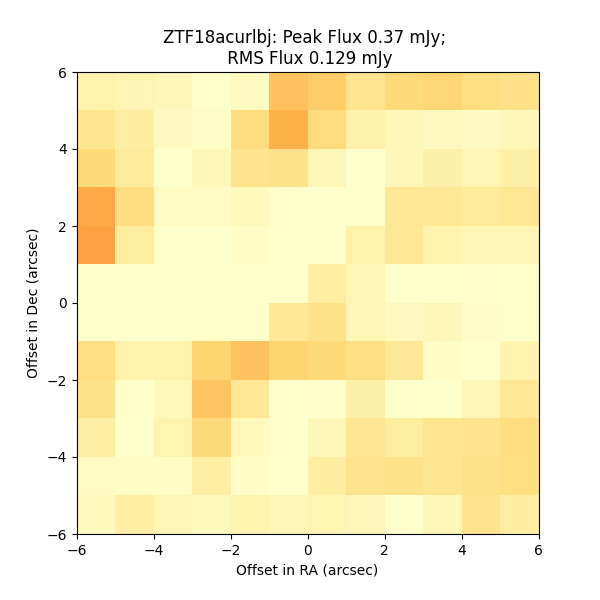 ZTF18acurlbj: Peak Flux 0.37 mJy;
RMS Flux 0.129 mJy
6
4
2
0
−2
−4
−6
Offset in Dec (arcsec)
−6 −4 −2 0 2 4 6
Offset in RA (arcsec)